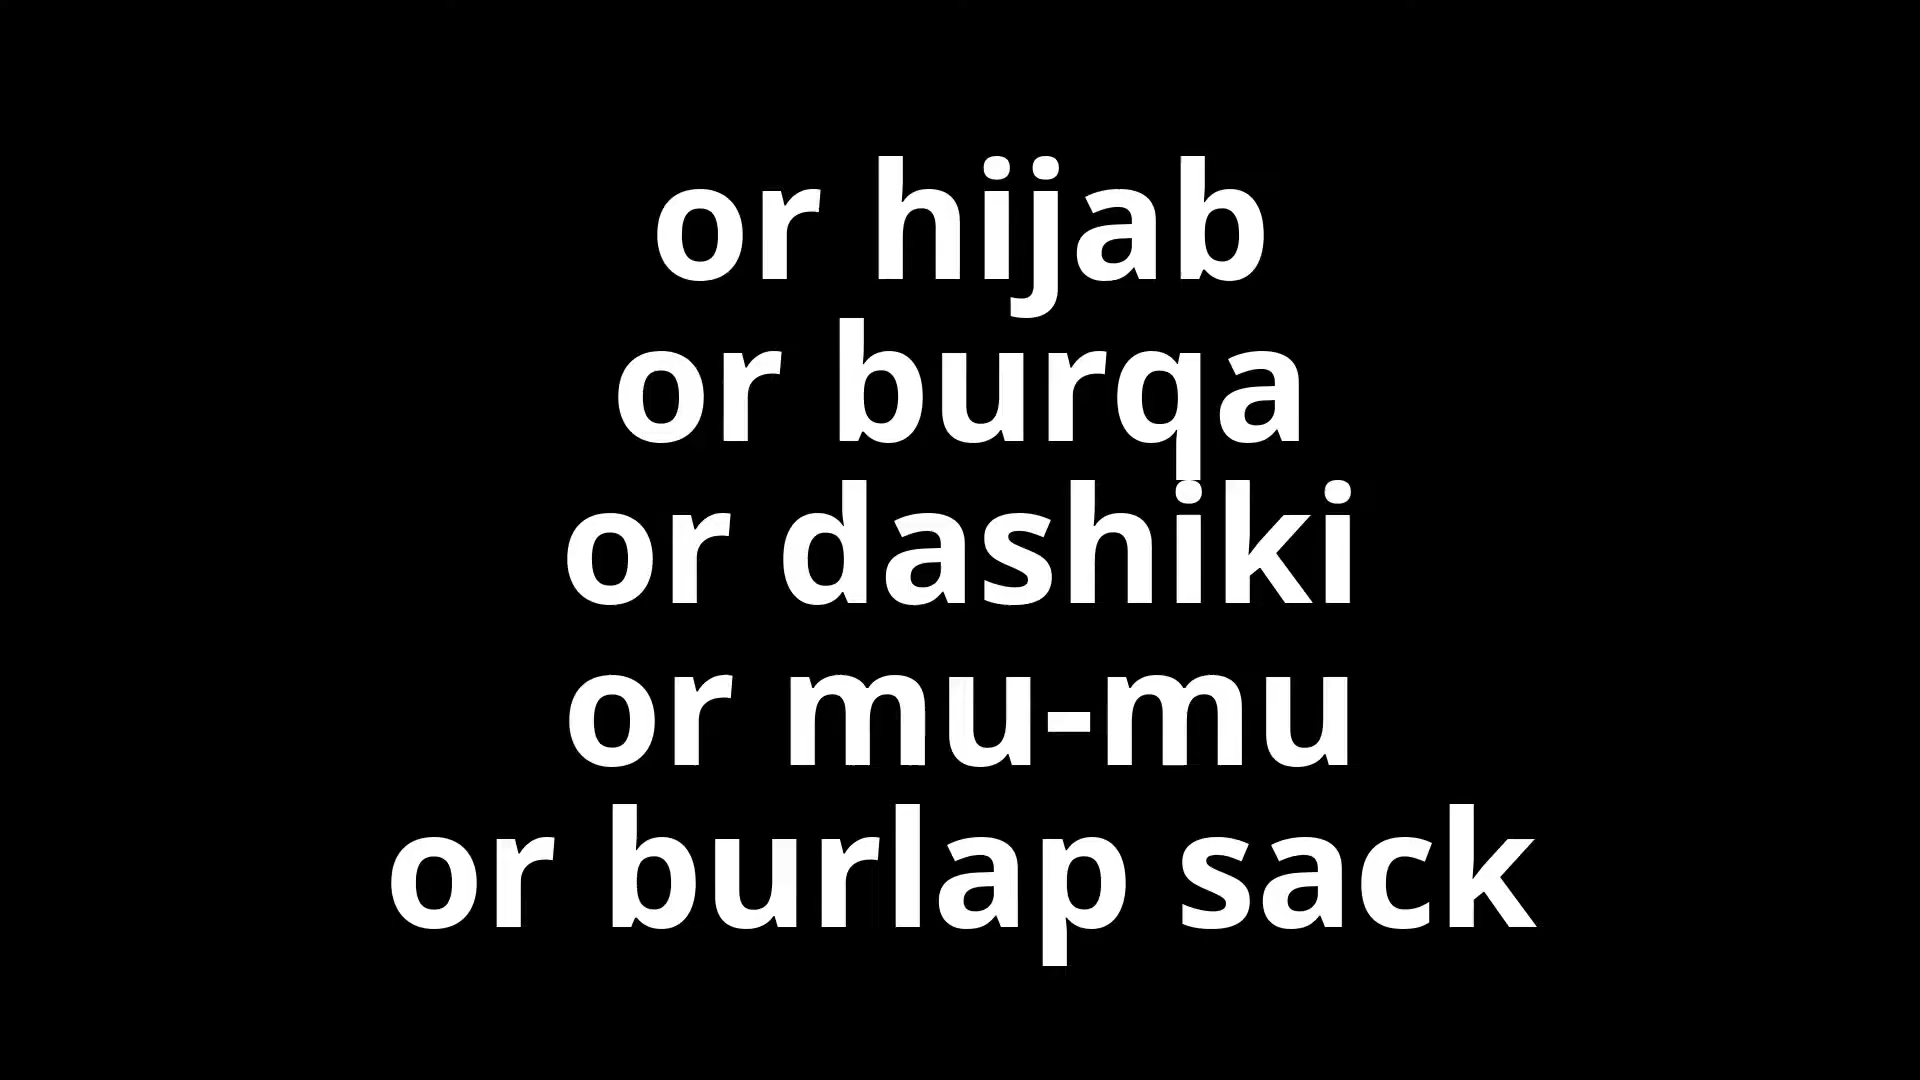 or hijab
or burqa
or dashiki
or mu-mu
or burlap sack